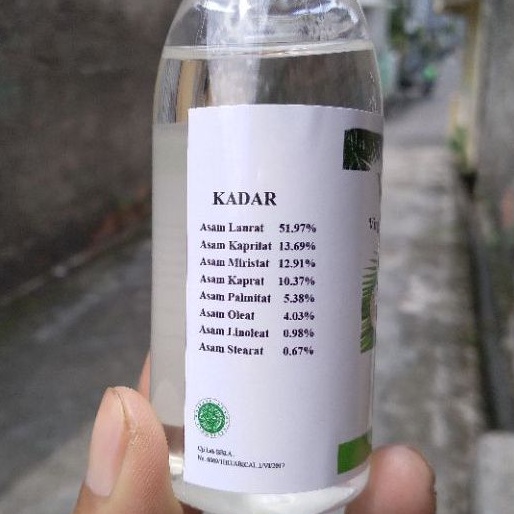 KADAR
Asam Laurat 51.97%
Asam Kaprilat 13.69%
Asam Miristat 12.91%
Asam Kaprat 10.37%
Asam Palmitat 5.38%
Asam Oleat 4.03%
Asam Linoleat 0.98%
Asam Stearat 0.67%